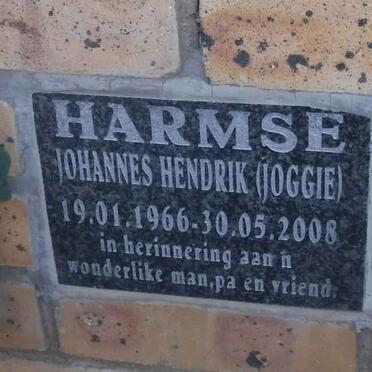 HARMSE
JOHANNES HENDRIK (JOGGIE)
19.01.1966-30.05.2008
in herinnering aan n
wonderlike man,pa en vriend.